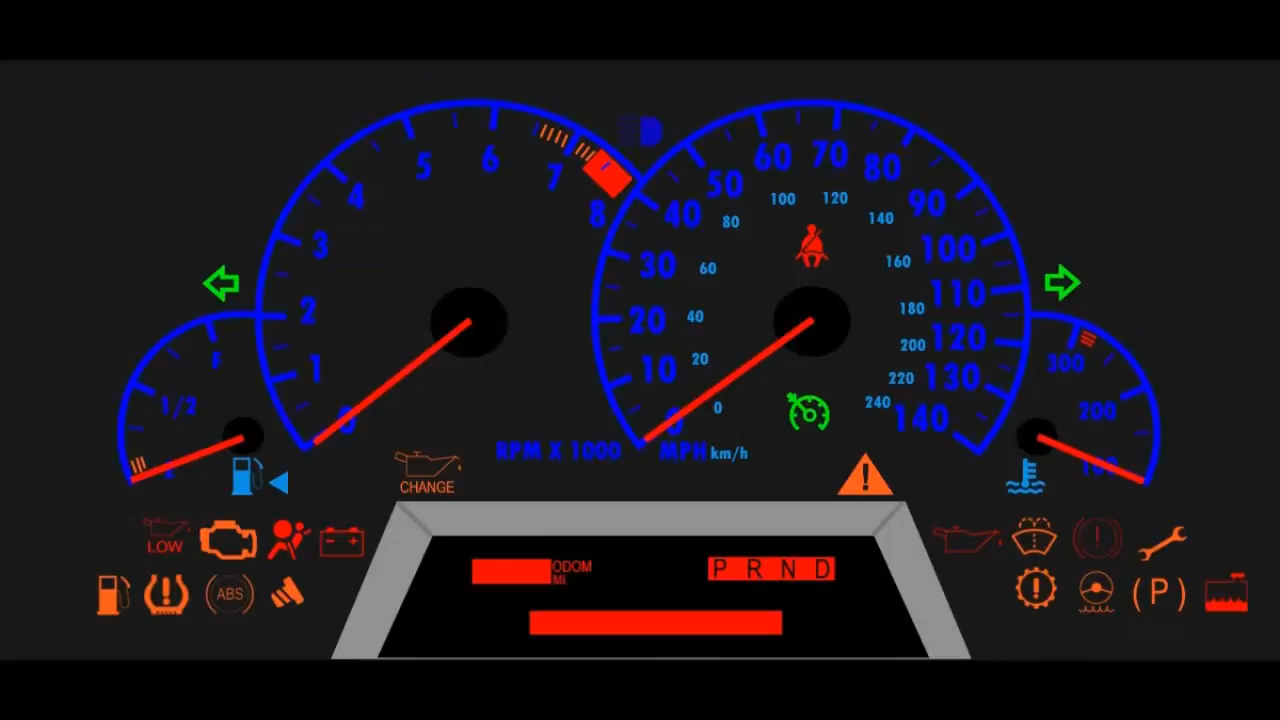 5 6 7 8
4
3
2
1
0
F
1/2
RPM X 1000
60 70 80
50 90
40 100
30 110
20 120
10 130
0 140
100 120
80 140
60 160
40 180
20 200
0 220
240
MPH km/h
300
200
100
CHANGE
LOW
ABS
ODOM
MI.
P R N D
!
!
!
!
(P)